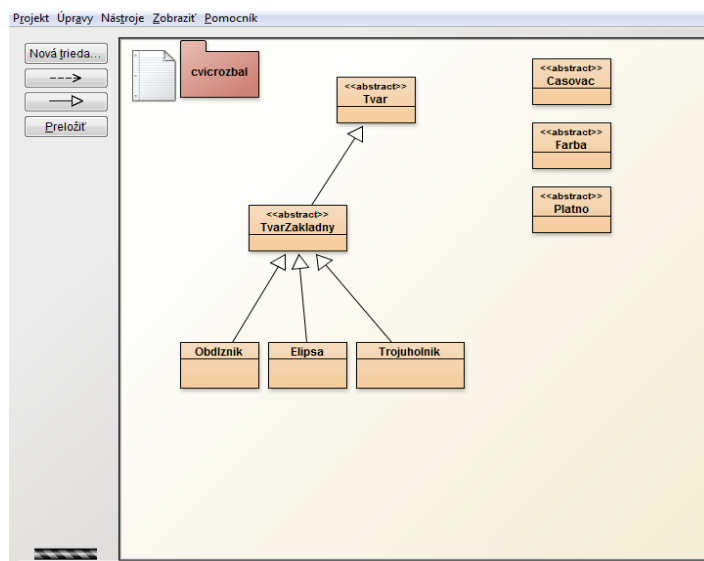 Projekt Úpravy Nástroje Zobraziť Pomocník
Nová trieda...
Preložiť
cvicrozbal
<<abstract>>
Tvar
<<abstract>>
Casovac
<<abstract>>
Farba
<<abstract>>
Platno
<<abstract>>
TvarZakladny
Obdlznik
Elipsa
Trojuholnik